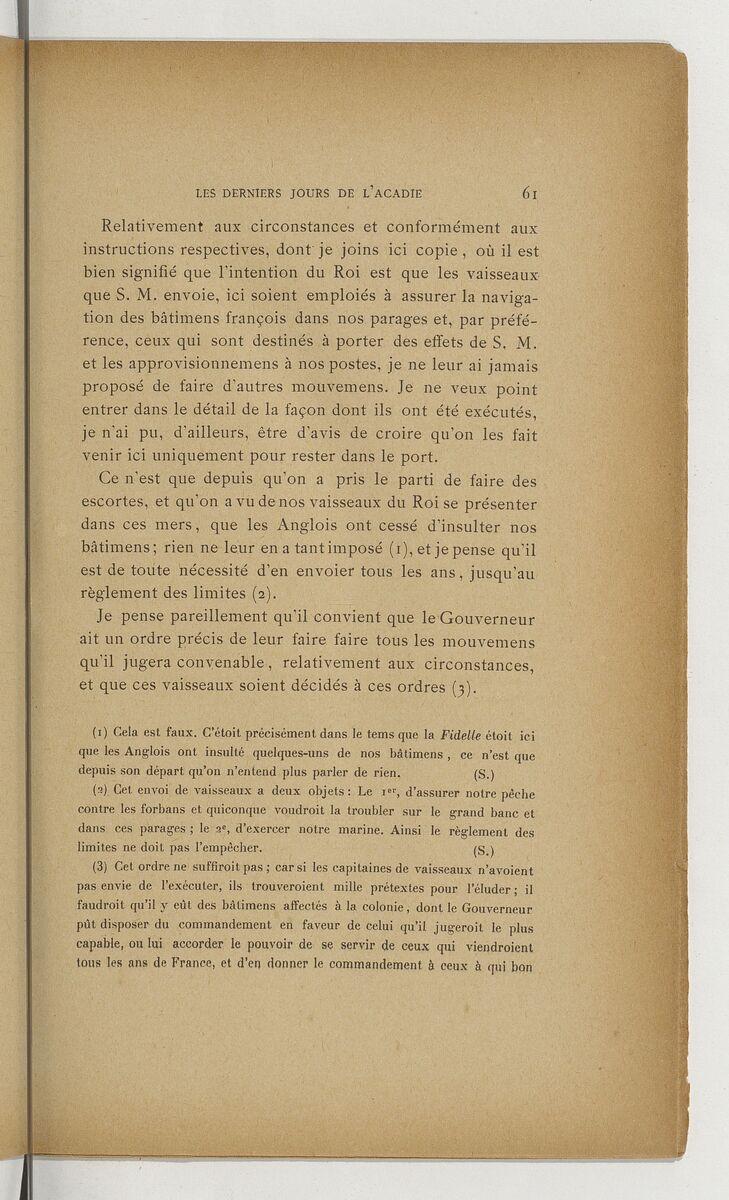 LES DERNIERS JOURS DE L'ACADIE 61
Relativement aux circonstances et conformément aux
instructions respectives, dont je joins ici copie, où il est
bien signifié que l'intention du Roi est que les vaisseaux
que S. M. envoie, ici soient emploiés à assurer la naviga-
tion des bâtimens françois dans nos parages et, par préfé-
rence, ceux qui sont destinés à porter des effets de S. M.
et les approvisionnemens à nos postes, je ne leur ai jamais
proposé de faire d'autres mouvemens. Je ne veux point
entrer dans le détail de la façon dont ils ont été exécutés,
je n'ai pu, d'ailleurs, être d'avis de croire qu'on les fait
venir ici uniquement pour rester dans le port.
Ce n'est que depuis qu'on a pris le parti de faire des
escortes, et qu'on a vu de nos vaisseaux du Roi se présenter
dans ces mers, que les Anglois ont cessé d'insulter nos
bâtimens; rien ne leur en a tant imposé (1), et je pense qu'il
est de toute nécessité d'en envoier tous les ans, jusqu'au
règlement des limites (2).
Je pense pareillement qu'il convient que le Gouverneur
ait un ordre précis de leur faire faire tous les mouvemens
qu'il jugera convenable, relativement aux circonstances,
et que ces vaisseaux soient décidés à ces ordres (3).
(1) Cela est faux. C'étoit précisément dans le tems que la Fidelle étoit ici
que les Anglois ont insulté quelques-uns de nos bâtimens, ce n'est que
depuis son départ qu'on n'entend plus parler de rien. (S.)
(2) Cet envoi de vaisseaux a deux objets: Le 1er, d'assurer notre pêche
contre les forbans et quiconque voudroit la troubler sur le grand banc et
dans ces parages; le 2e, d'exercer notre marine. Ainsi le règlement des
limites ne doit pas l'empêcher. (S.)
(3) Cet ordre ne suffiroit pas; car si les capitaines de vaisseaux n'avoient
pas envie de l'exécuter, ils trouveroient mille prétextes pour l'éluder; il
faudroit qu'il y eût des bâtimens affectés à la colonie, dont le Gouverneur
pût disposer du commandement en faveur de celui qu'il jugeroit le plus
capable, ou lui accorder le pouvoir de se servir de ceux qui viendroient
tous les ans de France, et d'en donner le commandement à ceux à qui bon